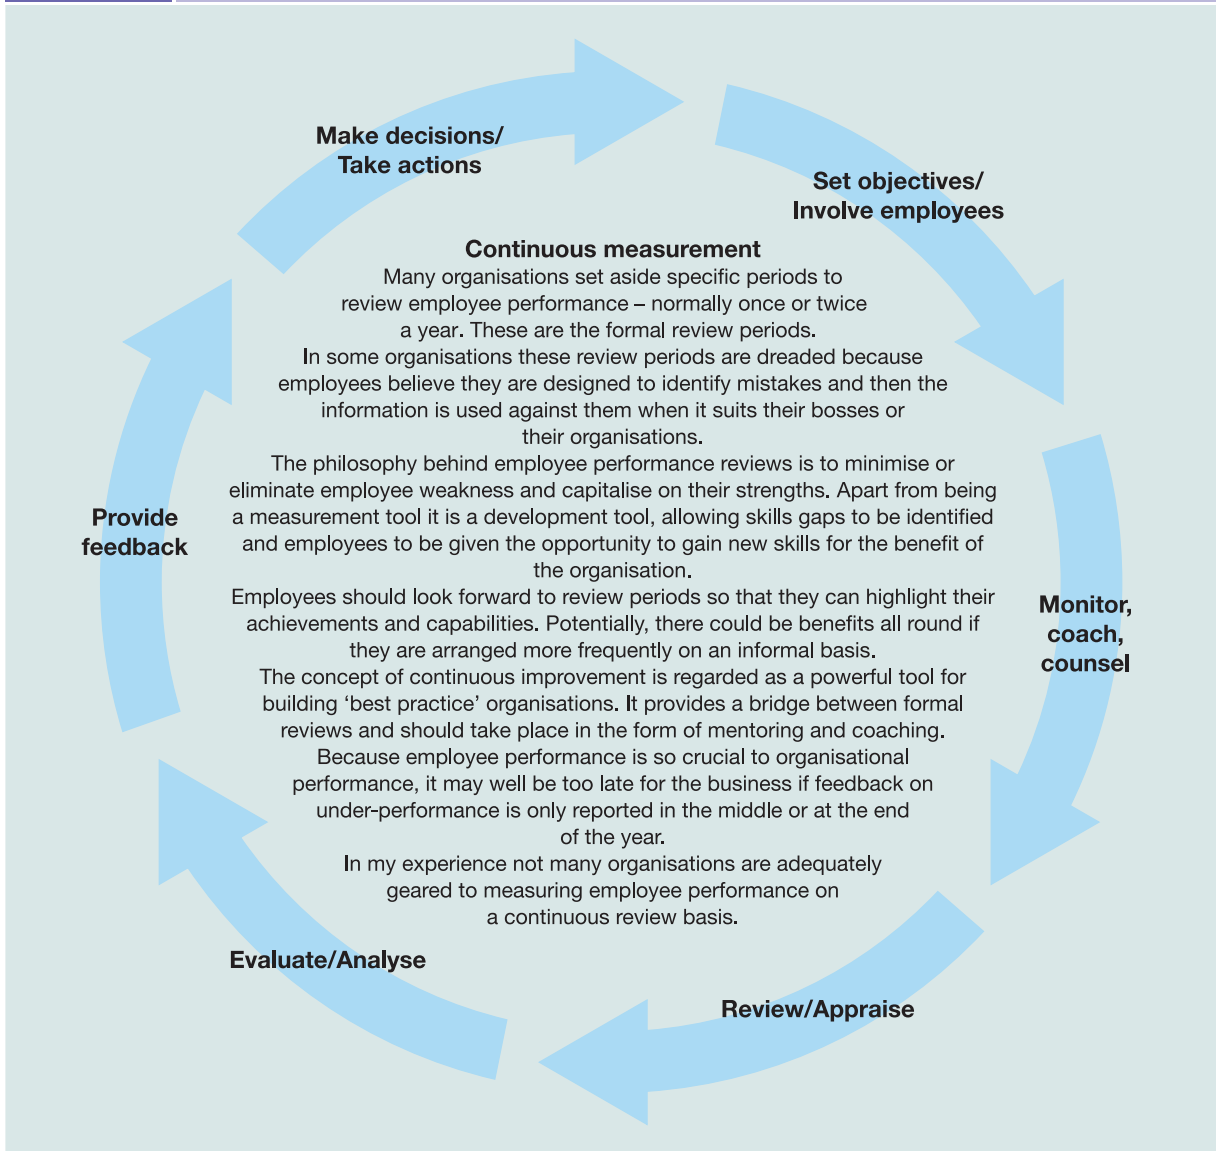 Make decisions/
Take actions
Set objectives/
Involve employees
Continuous measurement
Many organisations set aside specific periods to
review employee performance – normally once or twice
a year. These are the formal review periods.
In some organisations these review periods are dreaded because
employees believe they are designed to identify mistakes and then the
information is used against them when it suits their bosses or
their organisations.
The philosophy behind employee performance reviews is to minimise or
eliminate employee weakness and capitalise on their strengths. Apart from being
a measurement tool it is a development tool, allowing skills gaps to be identified
and employees to be given the opportunity to gain new skills for the benefit of
the organisation.
Employees should look forward to review periods so that they can highlight their
achievements and capabilities. Potentially, there could be benefits all round if
they are arranged more frequently on an informal basis.
The concept of continuous improvement is regarded as a powerful tool for
building ‘best practice’ organisations. It provides a bridge between formal
reviews and should take place in the form of mentoring and coaching.
Because employee performance is so crucial to organisational
performance, it may well be too late for the business if feedback on
under-performance is only reported in the middle or at the end
of the year.
In my experience not many organisations are adequately
geared to measuring employee performance on
a continuous review basis.
Provide
feedback
Monitor,
coach,
counsel
Evaluate/Analyse
Review/Appraise